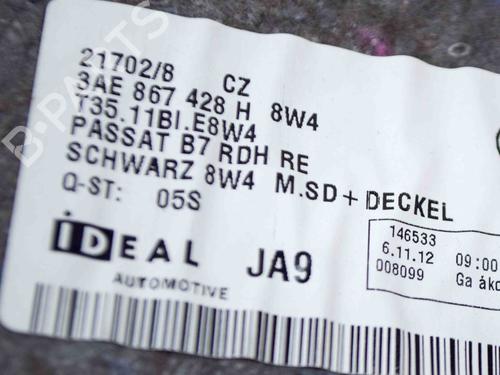 21702/8 CZ
3AE 867 428 H 8W4
T35.11BI.E8W4
PASSAT B7 RDH RE
SCHWARZ 8W4 M.SD+DECKEL
Q-ST: 05S
iDEAL JA9
AUTOMOTIVE
146533
6.11.12 09:00
008099 Ga åko
B-PARTS